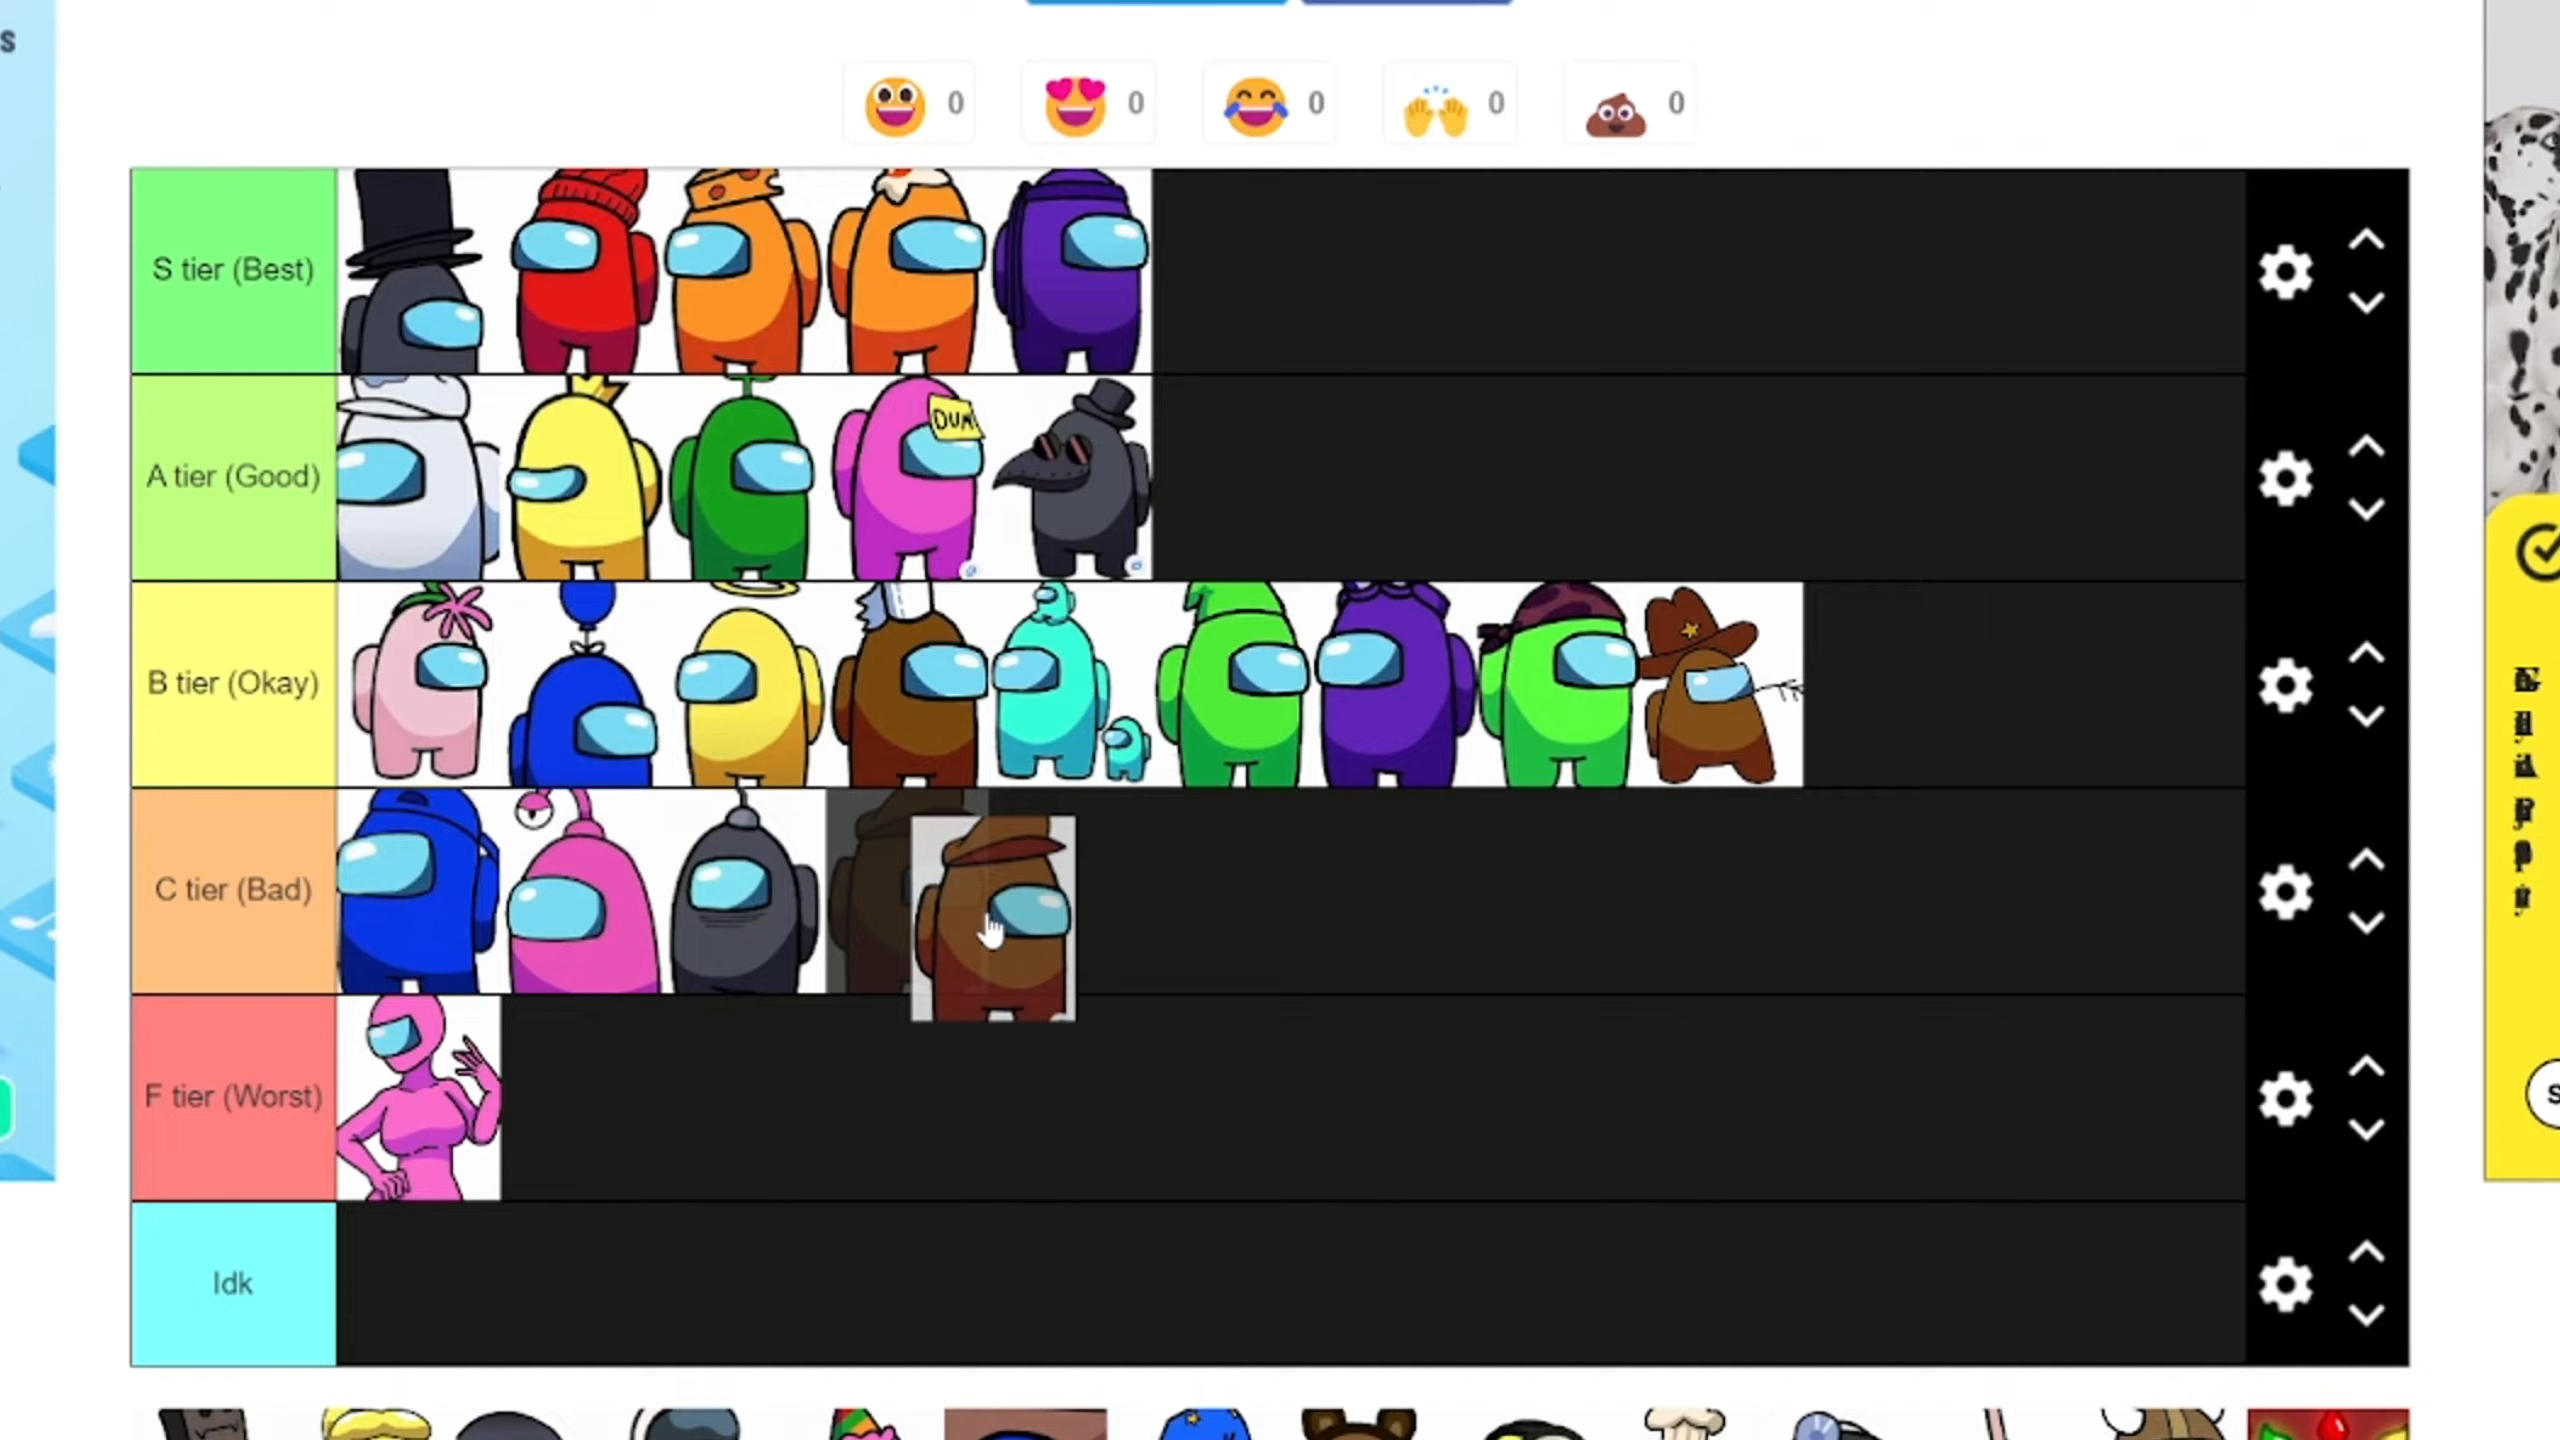 s
0
0
0
0
0
S tier (Best)
A tier (Good)
DUM
B tier (Okay)
C tier (Bad)
F tier (Worst)
S
Idk